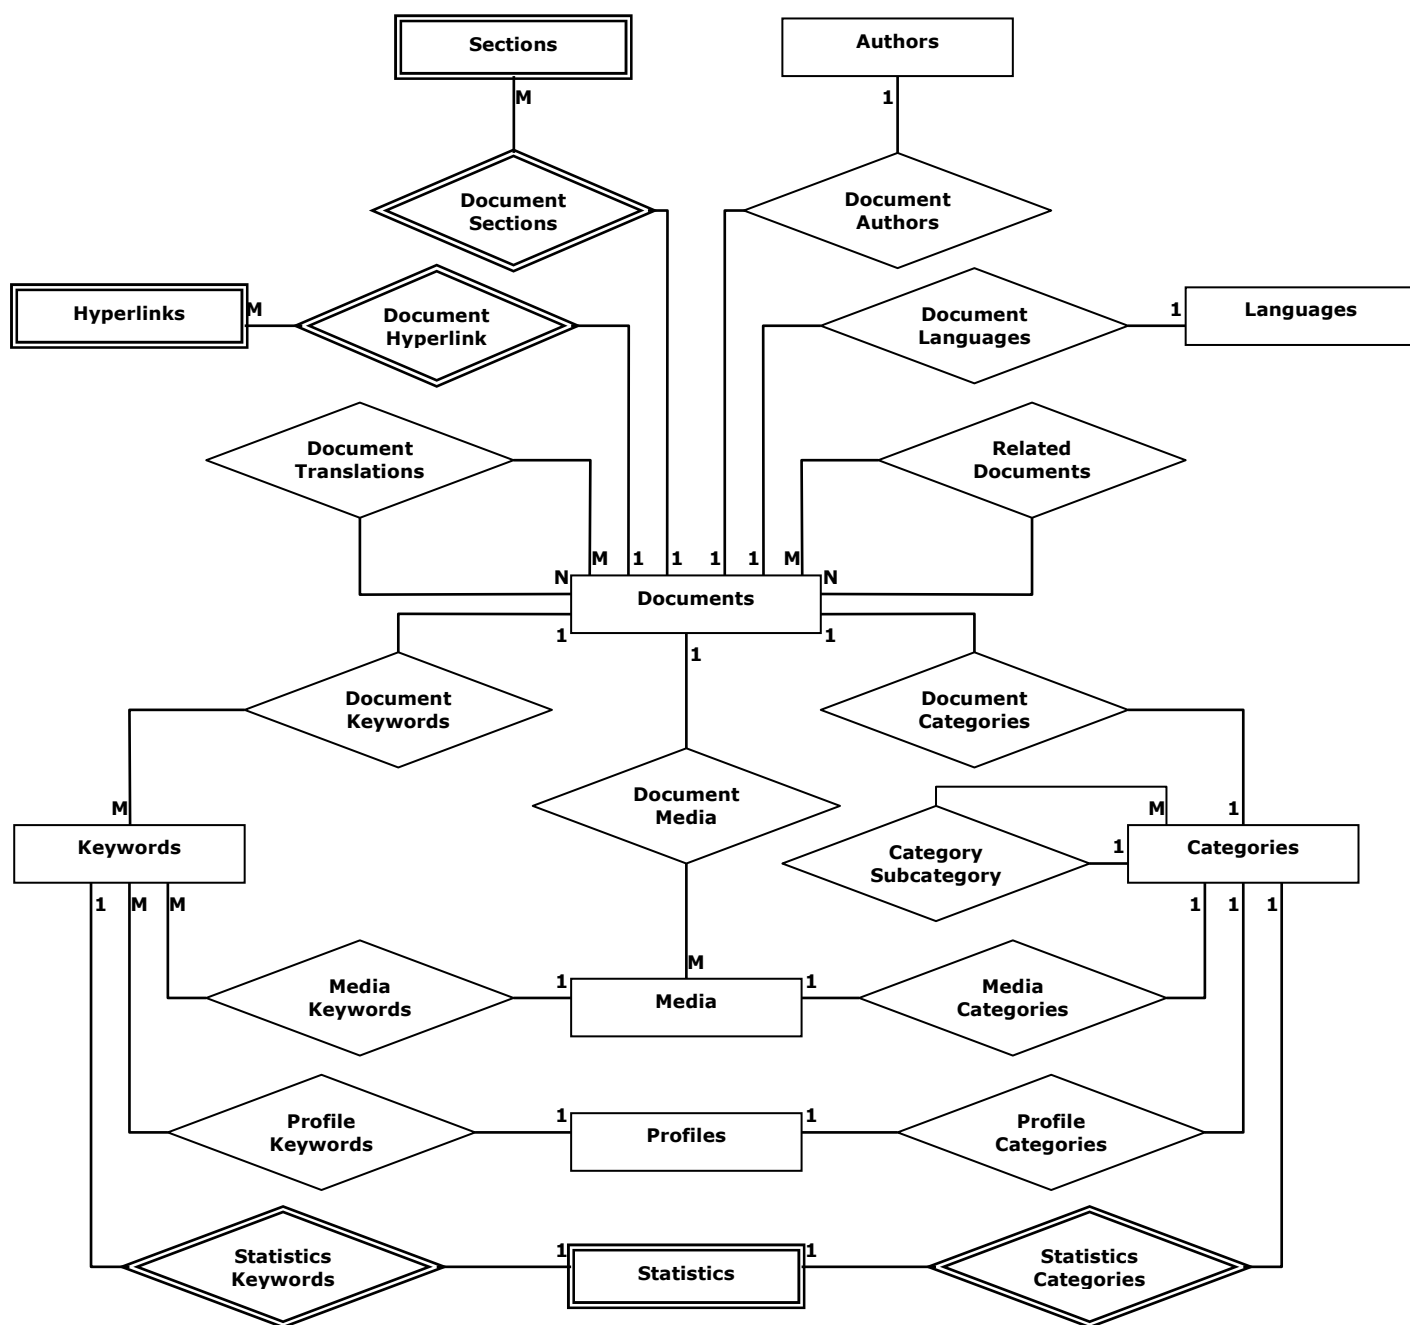 Sections
Authors
M
1
Document
Sections
Document
Authors
Hyperlinks
M
Document
Hyperlink
Document
Languages
1
Languages
Document
Translations
Related
Documents
N
M
1
1
1
1
M
N
Documents
1
1
1
Document
Keywords
Document
Categories
Document
Media
M
M
1
Keywords
Category
Subcategory
1
Categories
1
M
M
1
1
1
Media
Keywords
1
M
Media
1
Media
Categories
Profile
Keywords
1
Profiles
1
Profile
Categories
Statistics
Keywords
1
Statistics
1
Statistics
Categories